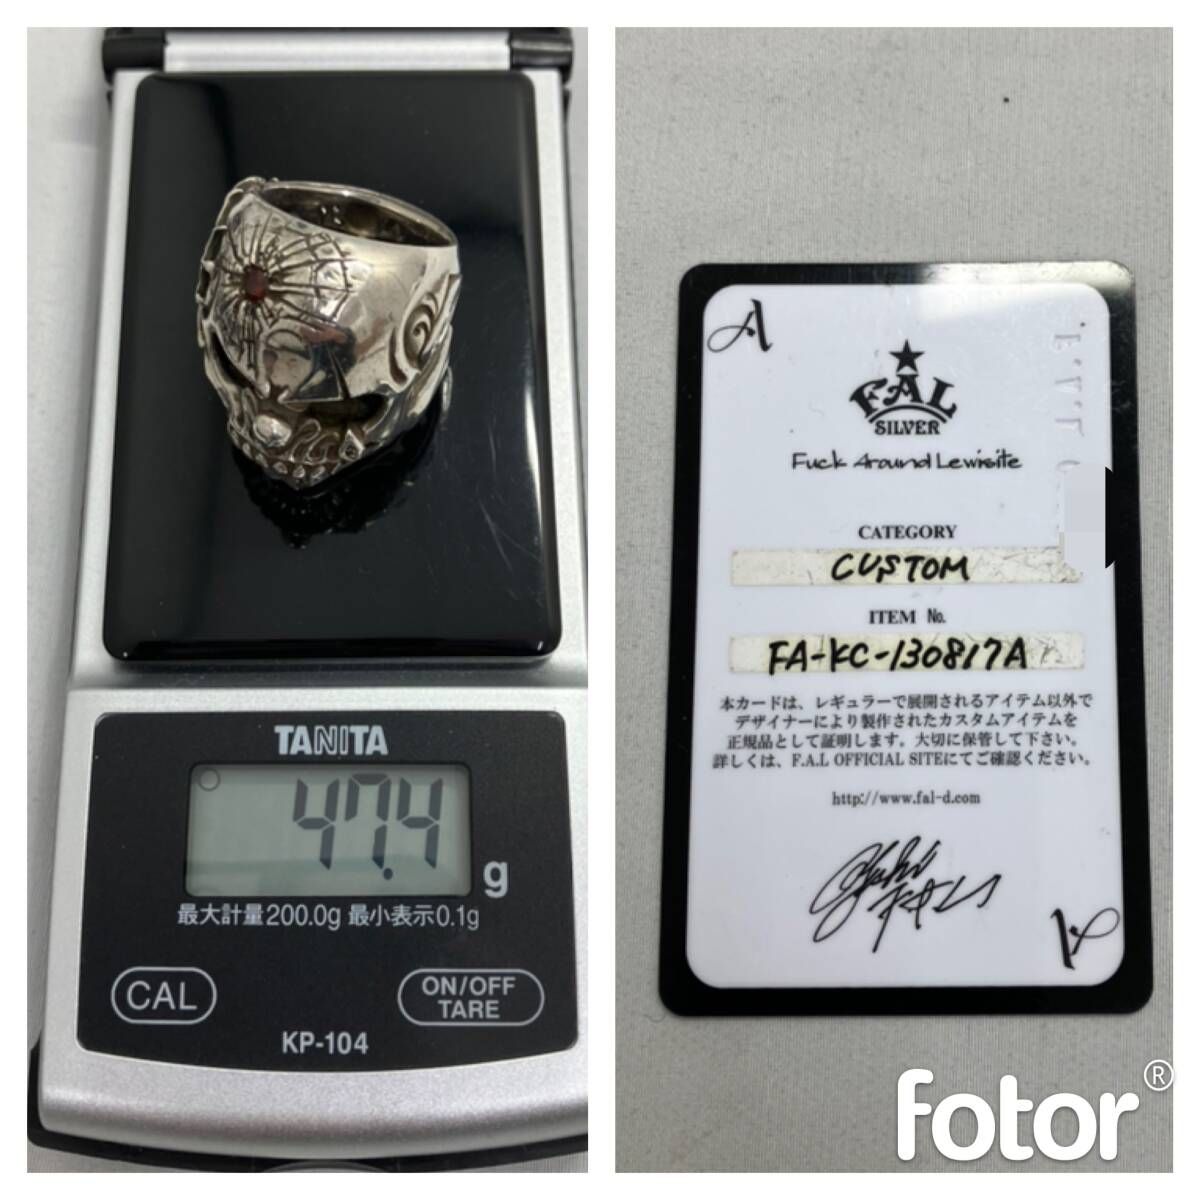 TANITA
47.4 g
最大計量200.0g 最小表示0.1g
CAL
ON/OFF
TARE
KP-104
A
FAL
SILVER
Fuck Around Lewisite
CATEGORY
CUSTOM
ITEM No.
FA-KC-130817A
本カードは、レギュラーで展開されるアイテム以外で
デザイナーにより製作されたカスタムアイテムを
正規品として証明します。大切に保管して下さい。
詳しくは、F.A.L OFFICIAL SITEにてご確認ください。
http://www.fal-d.com
fotor®